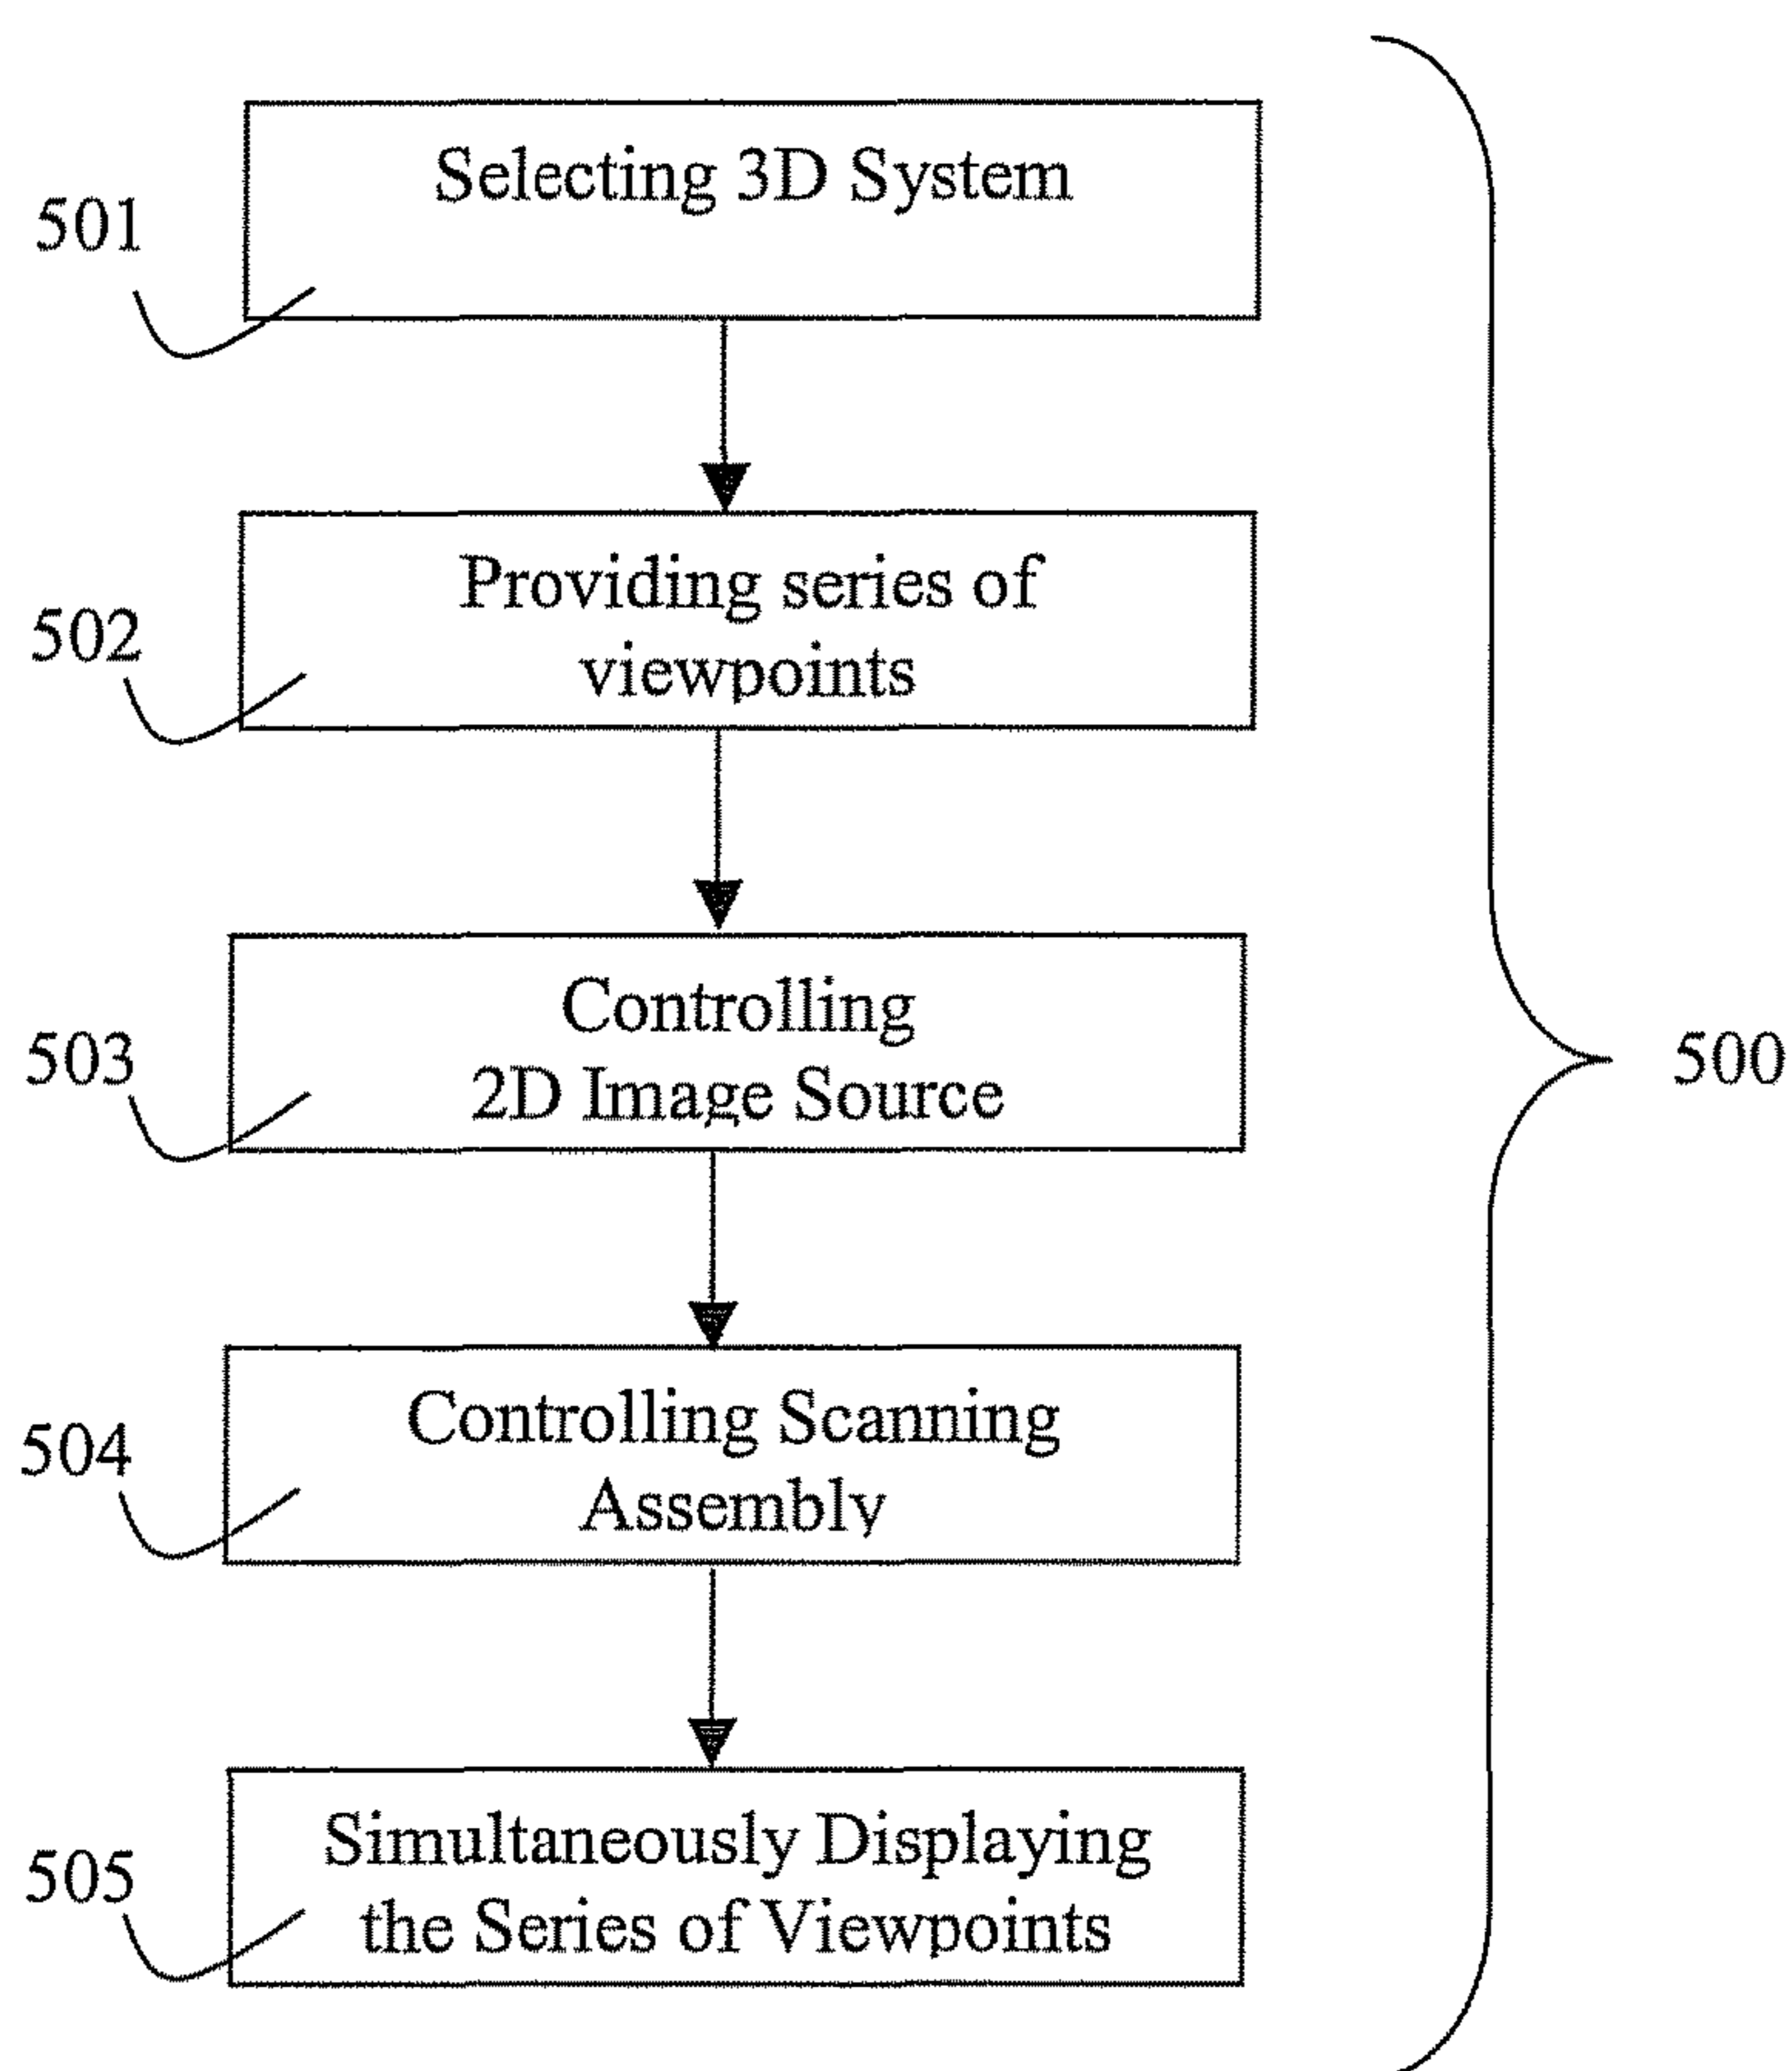 Selecting 3D System
501
Providing series of
viewpoints
502
Controlling
2D Image Source
503
500
Controlling Scanning
Assembly
504
Simultaneously Displaying
the Series of Viewpoints
505